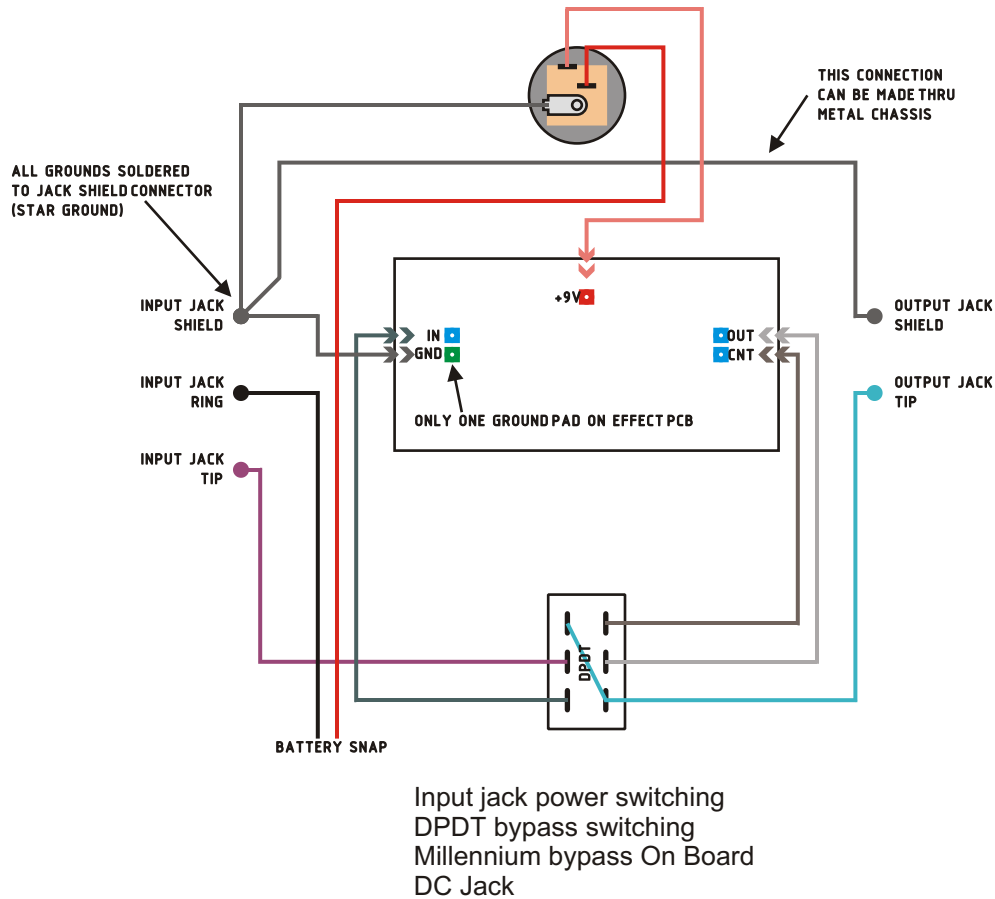 THIS CONNECTION
CAN BE MADE THRU
METAL CHASSIS
ALL GROUNDS SOLDERED
TO JACK SHIELD CONNECTOR
(STAR GROUND)
+9V
INPUT JACK
SHIELD
OUTPUT JACK
SHIELD
IN
OUT
GND
CNT
INPUT JACK
RING
OUTPUT JACK
TIP
ONLY ONE GROUND PAD ON EFFECT PCB
INPUT JACK
TIP
DPDT
BATTERY SNAP
Input jack power switching
DPDT bypass switching
Millennium bypass On Board
DC Jack